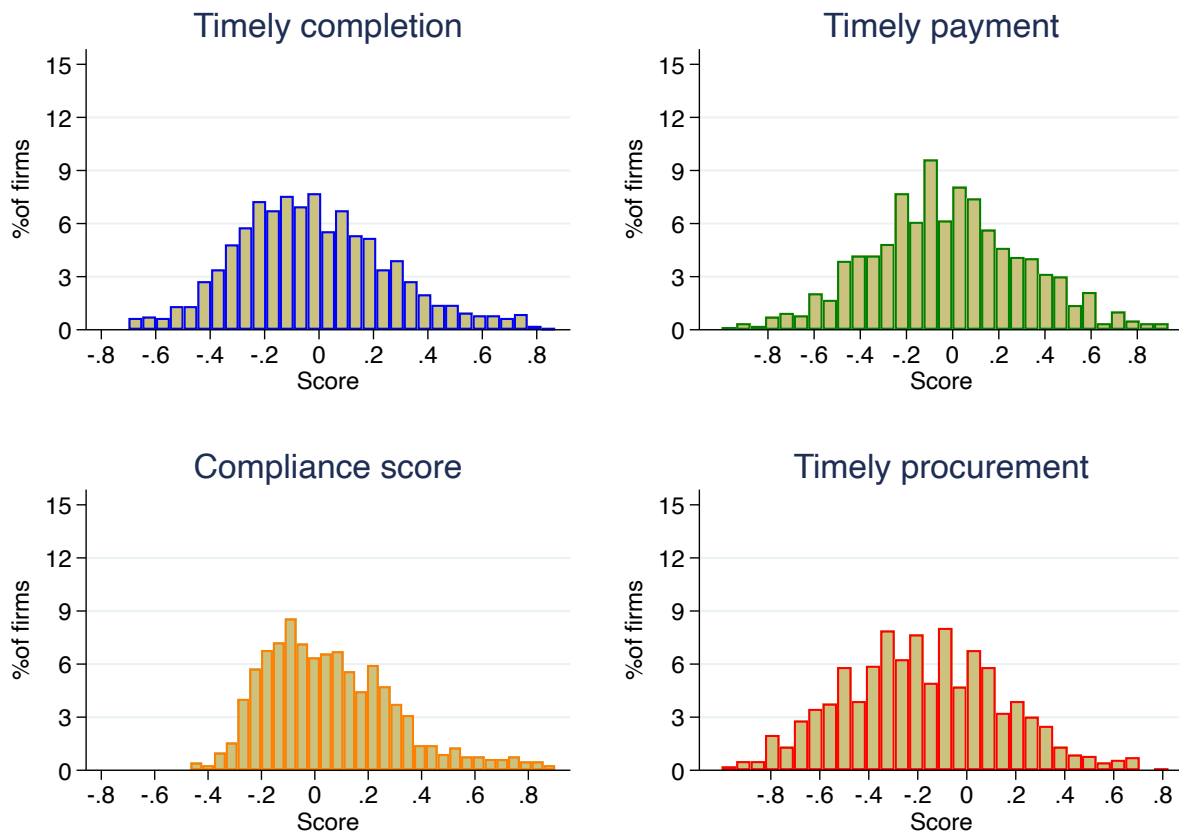 Timely completion
15
12
9
6
3
0
%of firms
-.8 -.6 -.4 -.2 0 .2 .4 .6 .8
Score
Timely payment
15
12
9
6
3
0
%of firms
-.8 -.6 -.4 -.2 0 .2 .4 .6 .8
Score
Compliance score
15
12
9
6
3
0
%of firms
-.8 -.6 -.4 -.2 0 .2 .4 .6 .8
Score
Timely procurement
15
12
9
6
3
0
%of firms
-.8 -.6 -.4 -.2 0 .2 .4 .6 .8
Score